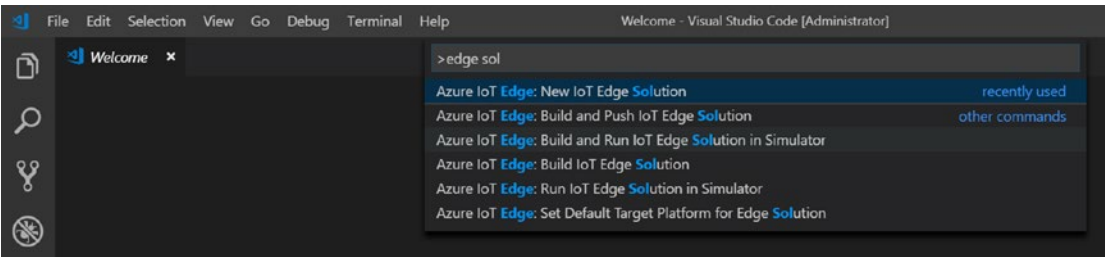 File Edit Selection View Go Debug Terminal Help Welcome - Visual Studio Code [Administrator]
Welcome
>edge sol
Azure IoT Edge: New IoT Edge Solution recently used
Azure IoT Edge: Build and Push IoT Edge Solution other commands
Azure IoT Edge: Build and Run IoT Edge Solution in Simulator
Azure IoT Edge: Build IoT Edge Solution
Azure IoT Edge: Run IoT Edge Solution in Simulator
Azure IoT Edge: Set Default Target Platform for Edge Solution